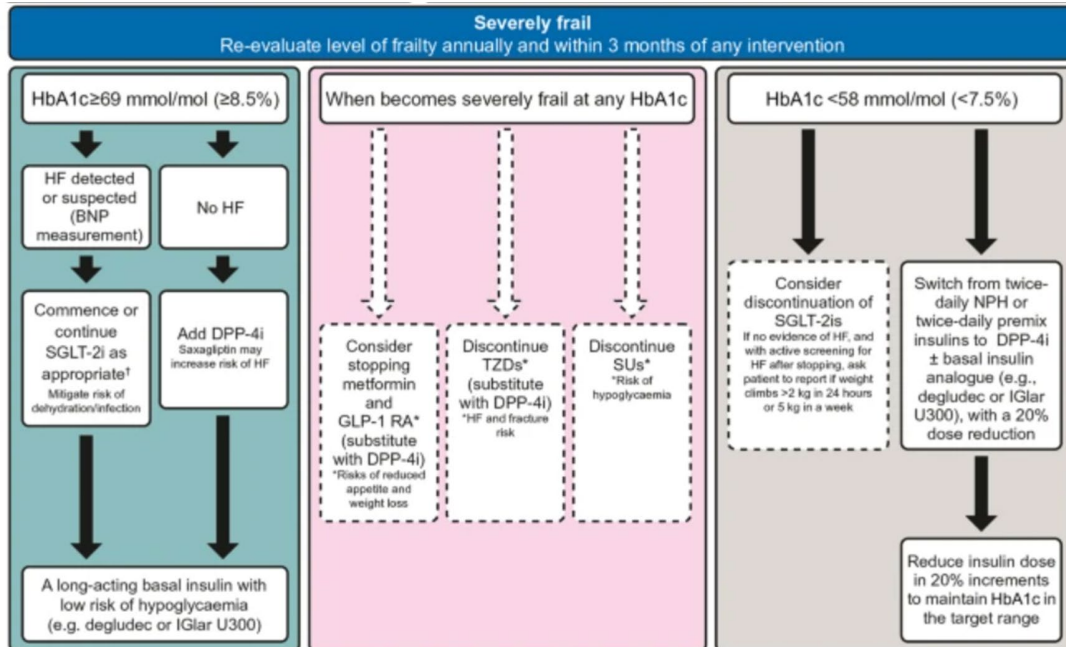 Severely frail
Re-evaluate level of frailty annually and within 3 months of any intervention
HbA1c≥69 mmol/mol (≥8.5%)
HF detected
or suspected
(BNP
measurement)
No HF
Commence or
continue
SGLT-2i as
appropriate†
Mitigate risk of
dehydration/infection
Add DPP-4i
Saxagliptin may
increase risk of HF
A long-acting basal insulin with
low risk of hypoglycaemia
(e.g. degludec or IGlar U300)
When becomes severely frail at any HbA1c
Consider
stopping
metformin
and
GLP-1 RA*
(substitute
with DPP-4i)
*Risks of reduced
appetite and
weight loss
Discontinue
TZDs*
(substitute
with DPP-4i)
*HF and fracture
risk
Discontinue
SUs*
*Risk of
hypoglycaemia
HbA1c <58 mmol/mol (<7.5%)
Consider
discontinuation of
SGLT-2is
If no evidence of HF, and
with active screening for
HF after stopping, ask
patient to report if weight
climbs >2 kg in 24 hours
or 5 kg in a week
Switch from twice-
daily NPH or
twice-daily premix
insulins to DPP-4i
± basal insulin
analogue (e.g.,
degludec or IGlar
U300), with a 20%
dose reduction
Reduce insulin dose
in 20% increments
to maintain HbA1c in
the target range